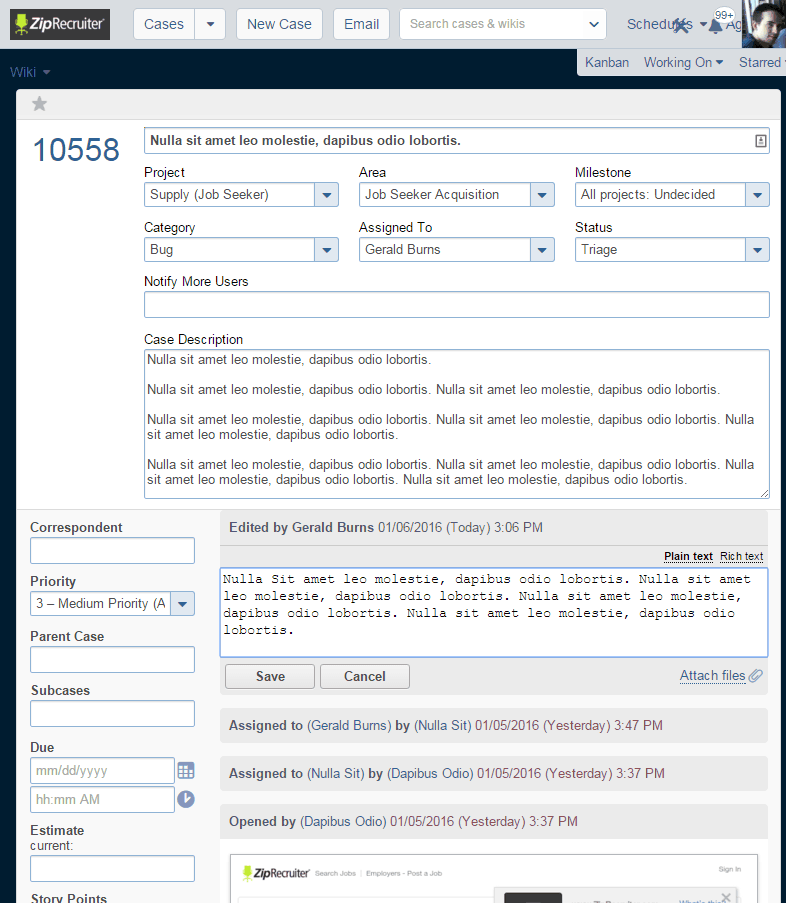 ZipRecruiter
Cases
New Case
Email
Search cases & wikis
Schedules
99+
Ag
Kanban
Working On
Starred
Wiki
10558
Nulla sit amet leo molestie, dapibus odio lobortis.
Project
Area
Milestone
Supply (Job Seeker)
Job Seeker Acquisition
All projects: Undecided
Category
Assigned To
Status
Bug
Gerald Burns
Triage
Notify More Users
Case Description
Nulla sit amet leo molestie, dapibus odio lobortis.
Nulla sit amet leo molestie, dapibus odio lobortis. Nulla sit amet leo molestie, dapibus odio lobortis.
Nulla sit amet leo molestie, dapibus odio lobortis. Nulla sit amet leo molestie, dapibus odio lobortis. Nulla
sit amet leo molestie, dapibus odio lobortis.
Nulla sit amet leo molestie, dapibus odio lobortis. Nulla sit amet leo molestie, dapibus odio lobortis. Nulla
sit amet leo molestie, dapibus odio lobortis. Nulla sit amet leo molestie, dapibus odio lobortis.
Correspondent
Priority
3 – Medium Priority (A
Parent Case
Subcases
Due
mm/dd/yyyy
hh:mm AM
Estimate
current:
Story Points
Edited by Gerald Burns 01/06/2016 (Today) 3:06 PM
Plain text Rich text
Nulla Sit amet leo molestie, dapibus odio lobortis. Nulla sit amet
leo molestie, dapibus odio lobortis. Nulla sit amet leo molestie,
dapibus odio lobortis. Nulla sit amet leo molestie, dapibus odio
lobortis.
Save
Cancel
Attach files
Assigned to (Gerald Burns) by (Nulla Sit) 01/05/2016 (Yesterday) 3:47 PM
Assigned to (Nulla Sit) by (Dapibus Odio) 01/05/2016 (Yesterday) 3:37 PM
Opened by (Dapibus Odio) 01/05/2016 (Yesterday) 3:37 PM
ZipRecruiter
Search Jobs | Employers - Post a Job
Sign In